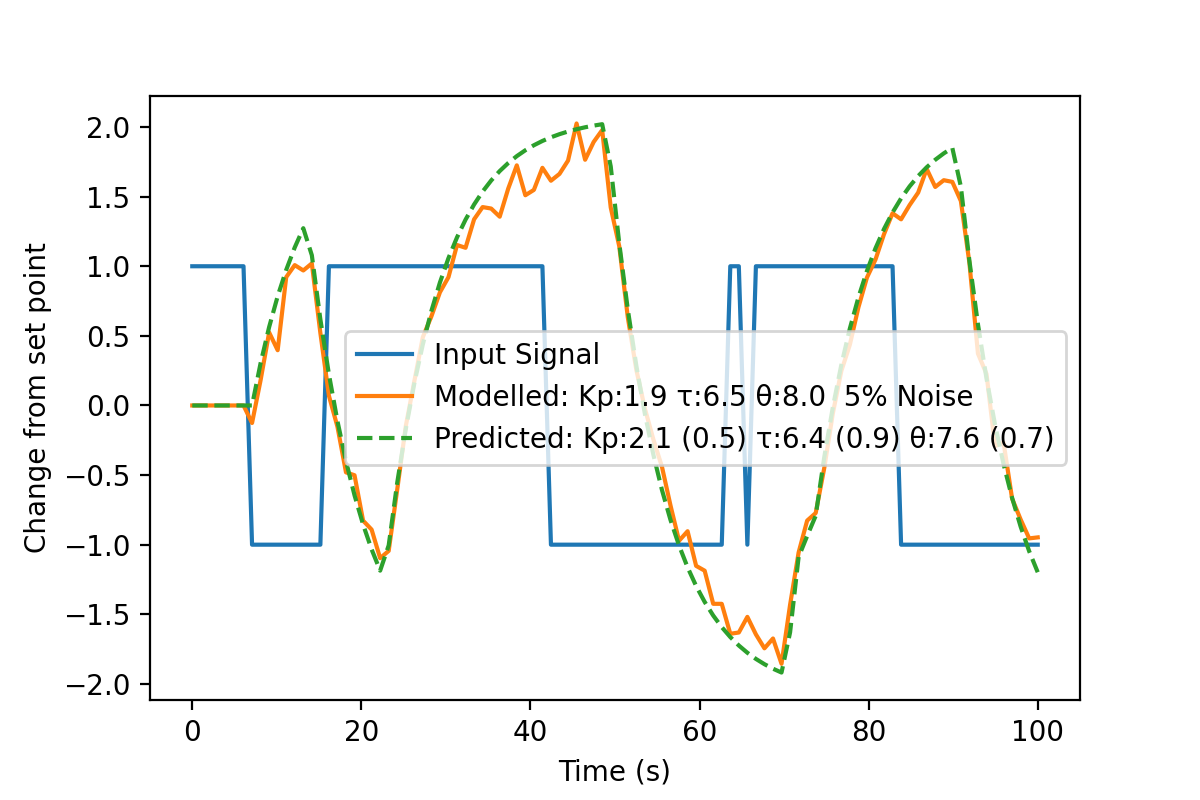 2.0
1.5
1.0
0.5
0.0
−0.5
−1.0
−1.5
−2.0
Change from set point
Input Signal
Modelled: Kp:1.9 τ:6.5 θ:8.0  5% Noise
Predicted: Kp:2.1 (0.5) τ:6.4 (0.9) θ:7.6 (0.7)
0 20 40 60 80 100
Time (s)